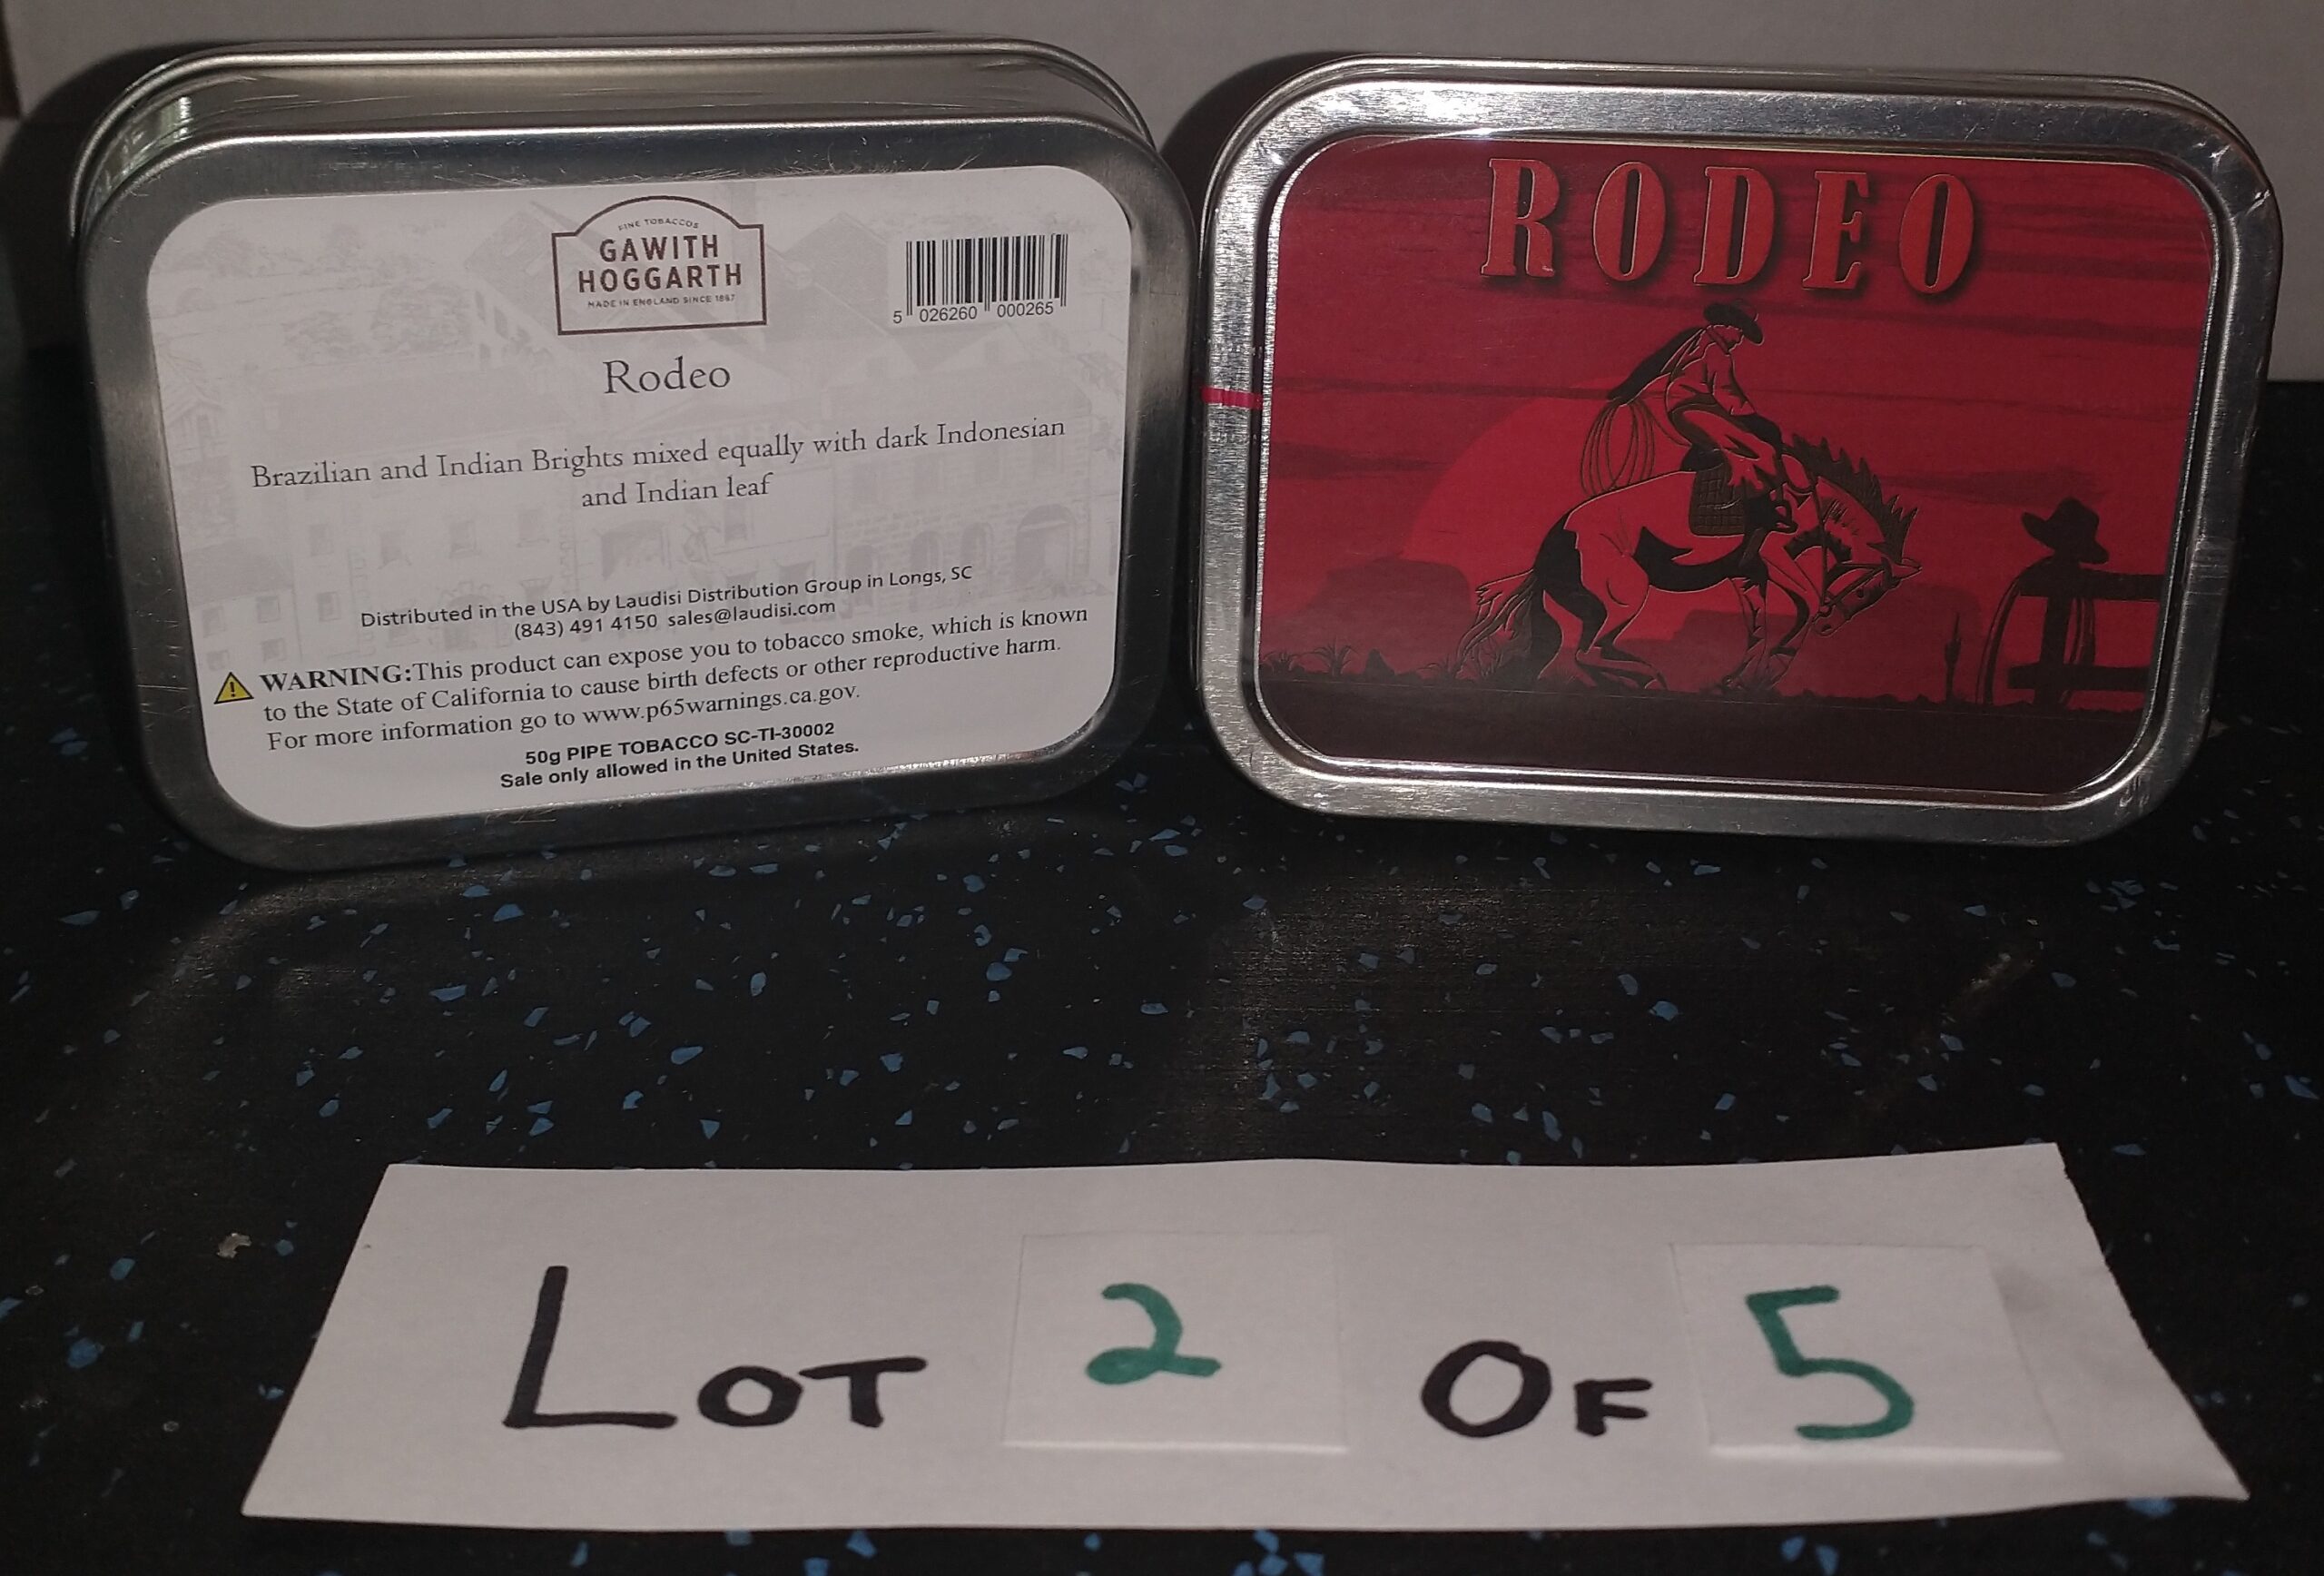 FINE TOBACCOS
GAWITH
HOGGARTH
MADE IN ENGLAND SINCE 1867
5 026260 000265
Rodeo
Brazilian and Indian Brights mixed equally with dark Indonesian
and Indian leaf
Distributed in the USA by Laudisi Distribution Group in Longs, SC
(843) 491 4150 sales@laudisi.com
WARNING:This product can expose you to tobacco smoke, which is known
to the State of California to cause birth defects or other reproductive harm.
For more information go to www.p65warnings.ca.gov.
50g PIPE TOBACCO SC-TI-30002
Sale only allowed in the United States.
RODEO
LOT 2 OF 5